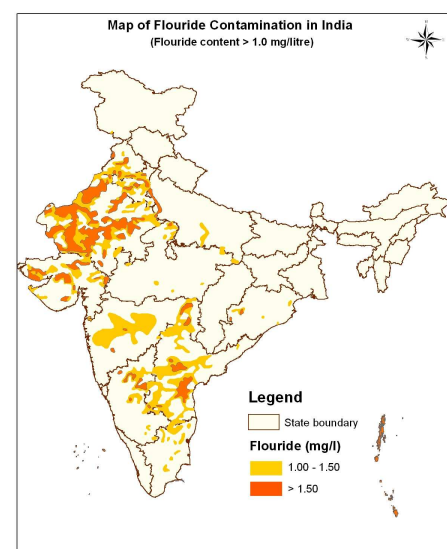 Map of Flouride Contamination in India
(Flouride content > 1.0 mg/litre)
Legend
State boundary
Flouride (mg/l)
1.00 - 1.50
> 1.50